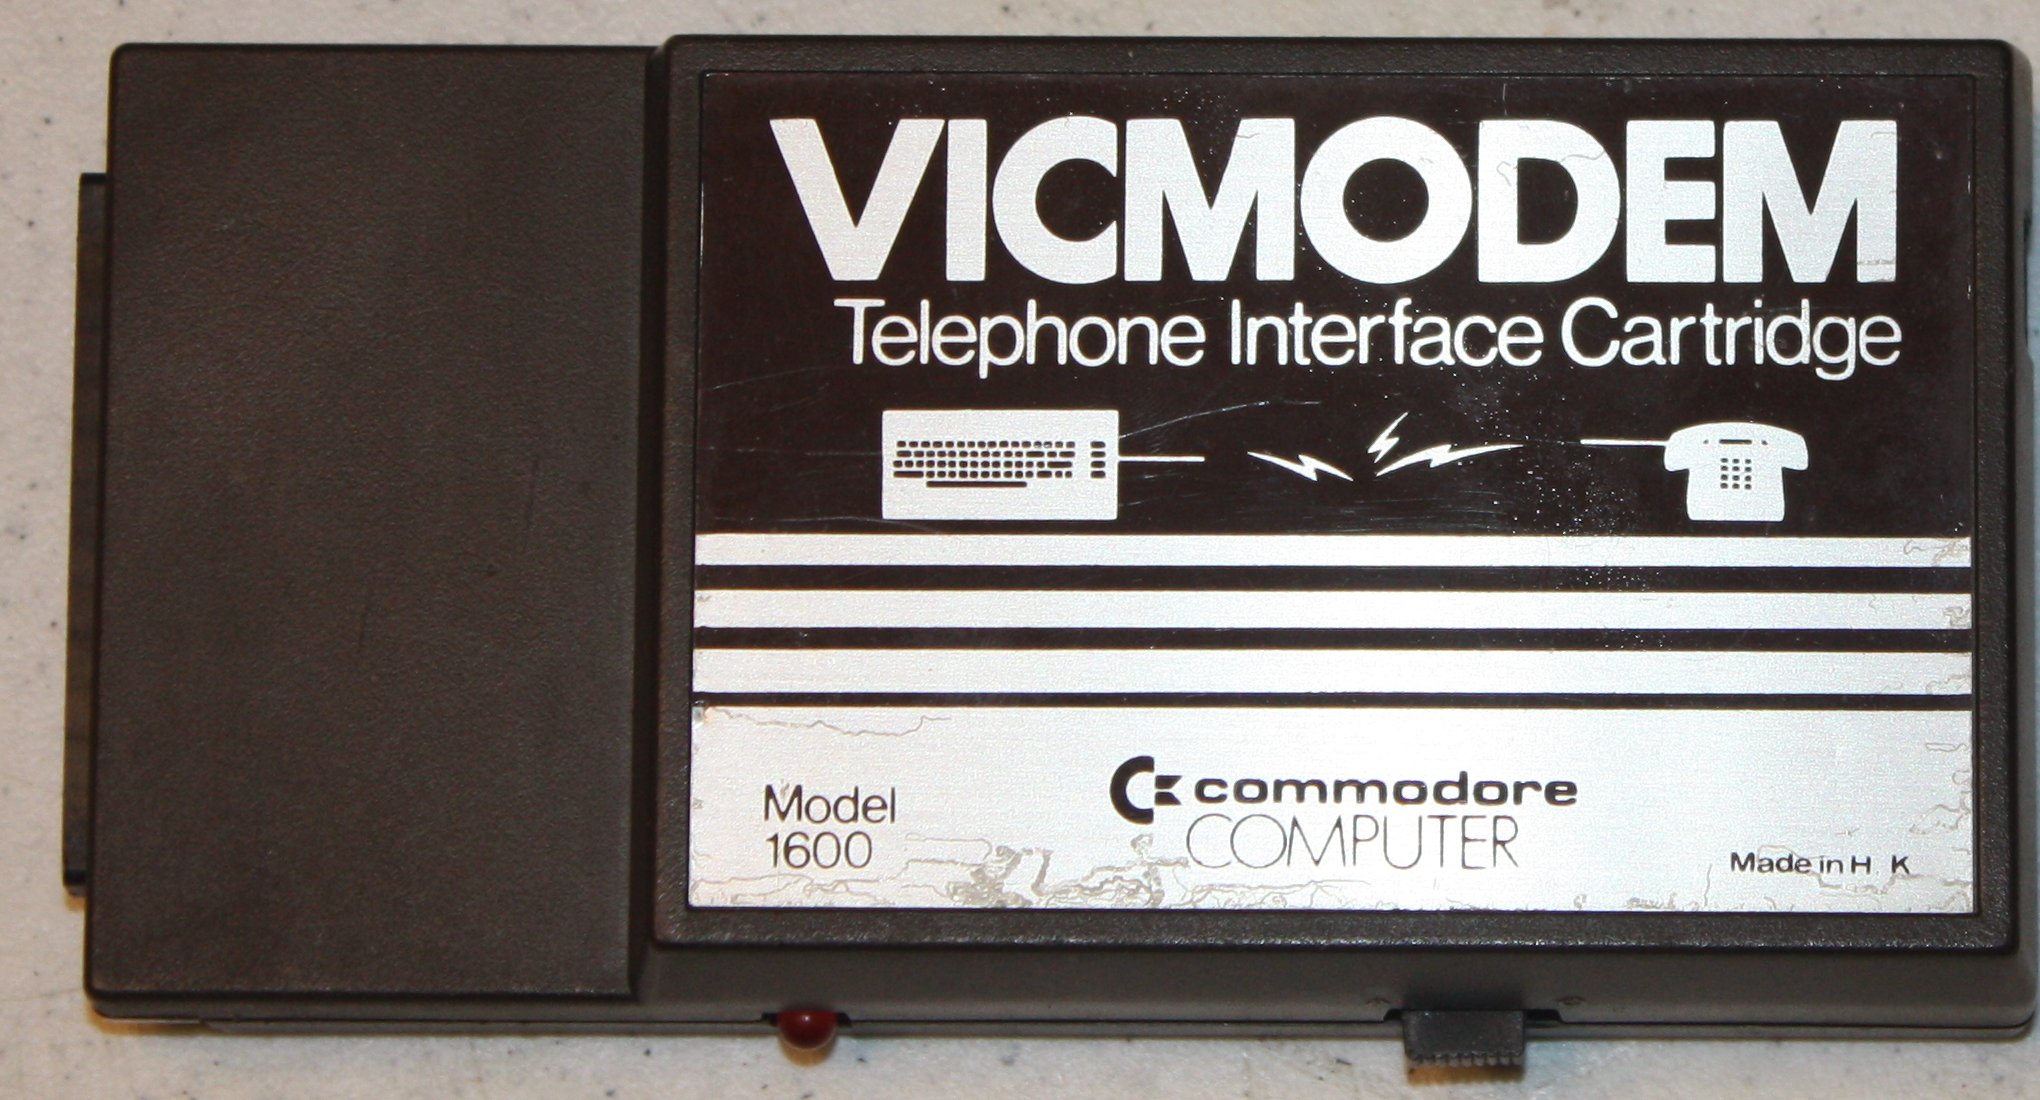 VICMODEM
Telephone Interface Cartridge
Model
1600
commodore
COMPUTER
Made in H K